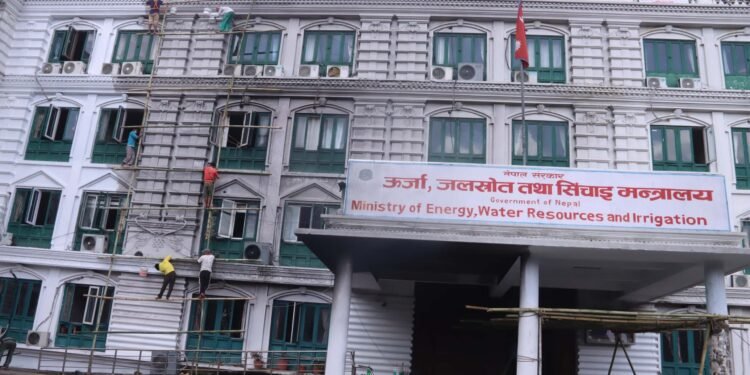 नेपाल सरकार
ऊर्जा, जलस्रोत तथा सिंचाइ मन्त्रालय
Government of Nepal
Ministry of Energy, Water Resources and Irrigation